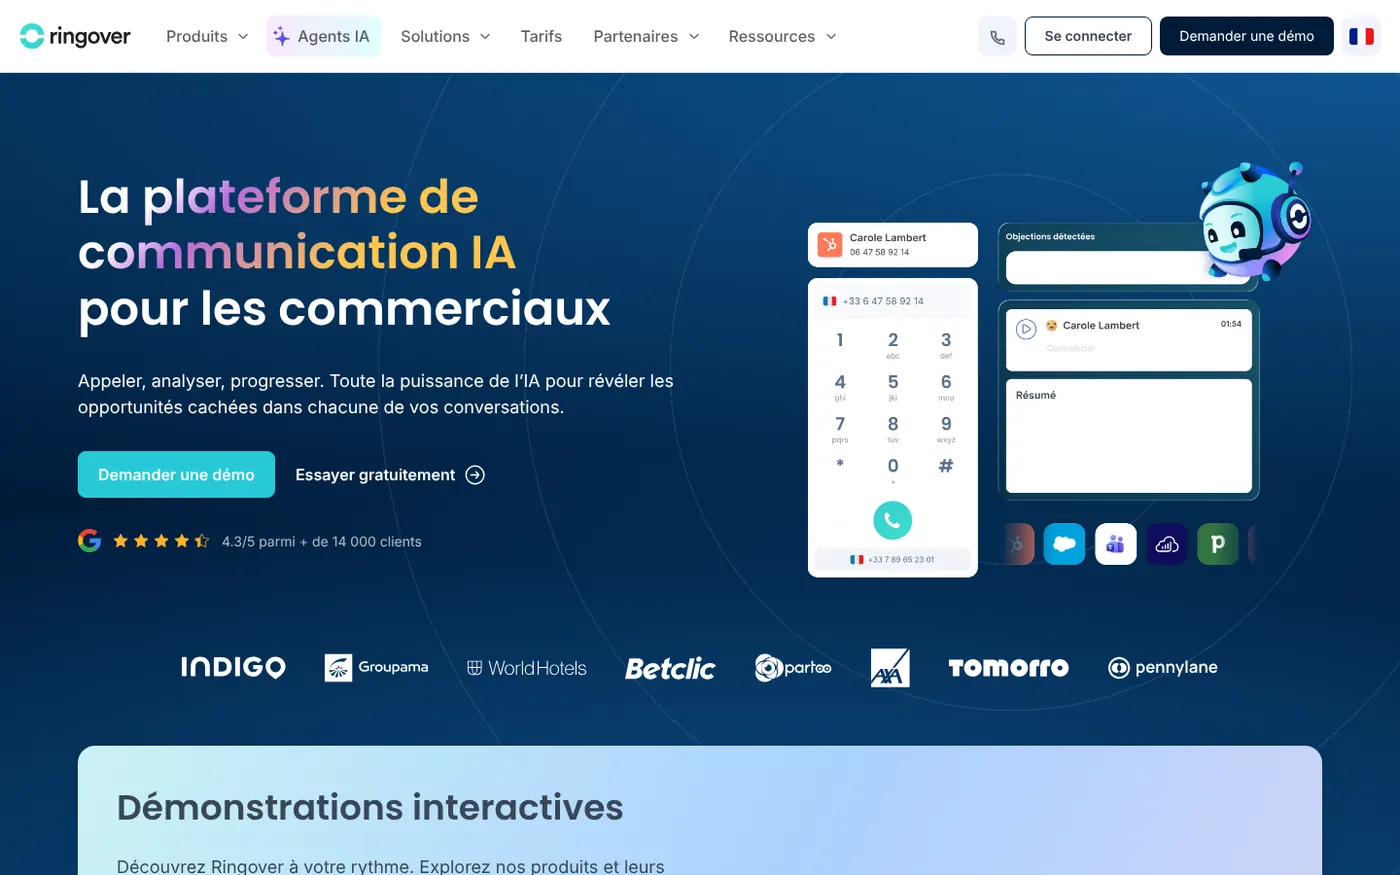 ringover
Produits
Agents IA
Solutions
Tarifs
Partenaires
Ressources
Se connecter
Demander une démo
La plateforme de
communication IA
pour les commerciaux
Appeler, analyser, progresser. Toute la puissance de l’IA pour révéler les
opportunités cachées dans chacune de vos conversations.
Demander une démo
Essayer gratuitement
4.3/5 parmi + de 14 000 clients
Carole Lambert
06 47 58 92 14
+33 6 47 58 92 14
1 2 3
abc def
4 5 6
ghi jkl mno
7 8 9
pqrs tuv wxyz
* 0 #
+
+33 7 89 65 23 01
Objections détectées
Carole Lambert
01:54
Commercial
Résumé
INDIGO
Groupama
WorldHotels
Betclic
partoo
AXA
TOMORRO
pennylane
Démonstrations interactives
Découvrez Ringover à votre rythme. Explorez nos produits et leurs